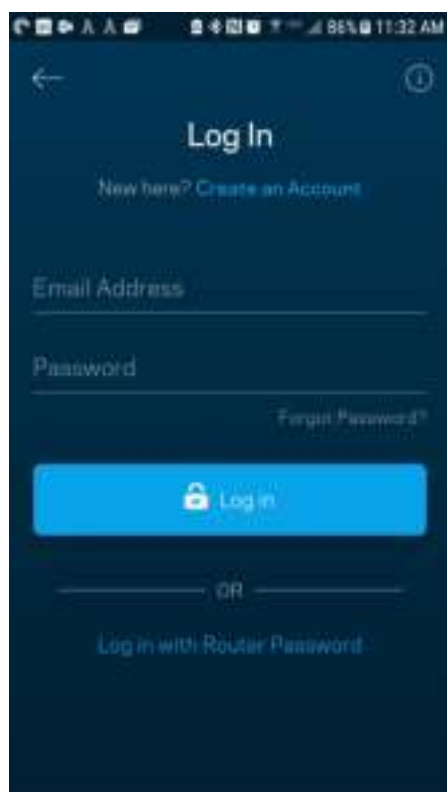 86% 11:32 AM
Log In
New here? Create an Account
Email Address
Password
Forgot Password?
Log in
OR
Log in with Router Password